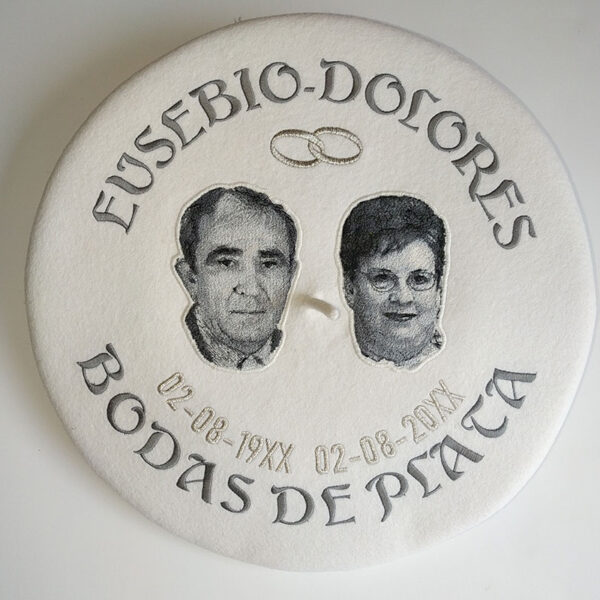 EUSEBIO-DOLORES
02-08-19XX 02-08-20XX
BODAS DE PLATA